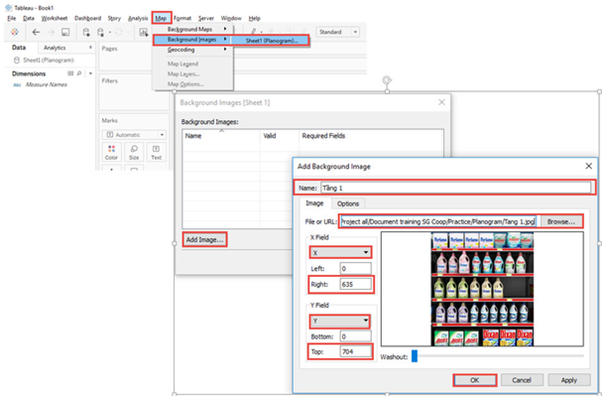 Tableau - Book1
File Data Worksheet Dashboard Story Analysis Map Format Server Window Help
Background Maps
Background Images
Sheet1 (Planogram)...
Geocoding
Map Legend
Map Layers...
Map Options...
Standard
Data Analytics
Pages
Sheet1 (Planogram)
Dimensions
Abc Measure Names
Filters
Marks
Automatic
Color Size Text
Background Images [Sheet 1]
Background Images:
Name Valid Required Fields
Add Image...
Add Background Image
Name: Tầng 1
Image Options
File or URL: Project all/Document training SG Coop/Practice/Planogram/Tang 1.jpg Browse...
X Field
X
Left: 0
Right: 635
Y Field
Y
Bottom: 0
Top: 704
Washout:
OK Cancel Apply